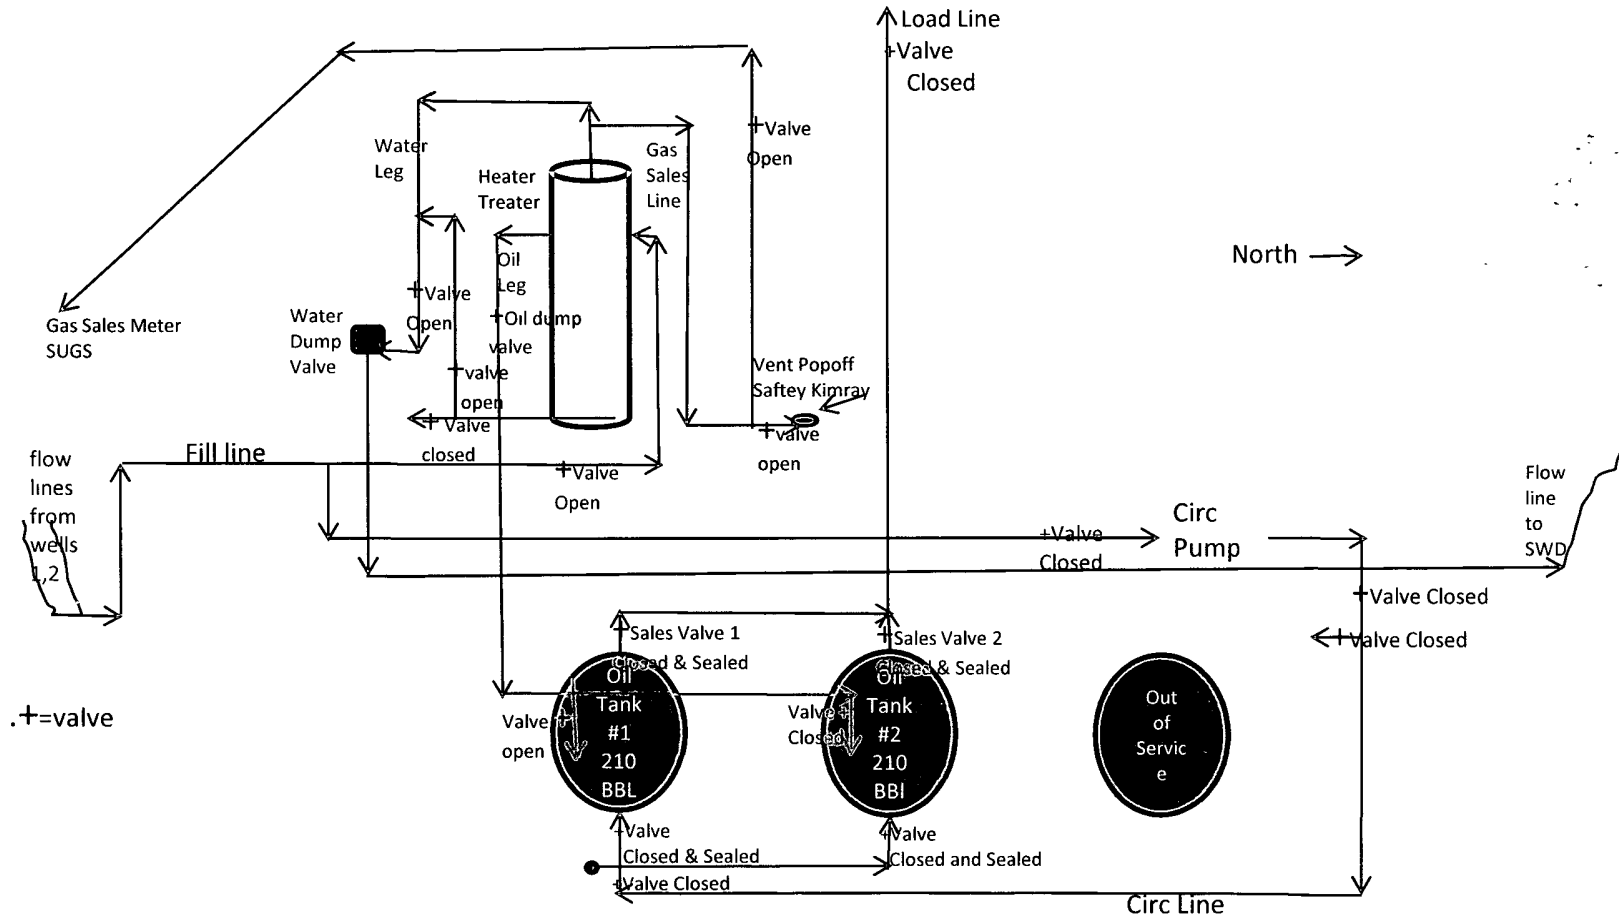 Load Line
+Valve
Closed
+Valve
Open
Water
Leg
Heater
Treater
Gas
Sales
Line
North
Oil
Leg
+Valve
Open
+Oil dump
valve
Gas Sales Meter
SUGS
Water
Dump
Valve
+valve
open
Vent Popoff
Saftey Kimray
+valve
open
+Valve
closed
Fill line
+Valve
Open
flow
lines
from
wells
1,2
Flow
line
to
SWD
Circ
Pump
+Valve
Closed
+Valve Closed
+Valve Closed
+Sales Valve 1
Closed & Sealed
+Sales Valve 2
Closed & Sealed
.+=valve
Valve +
open
Oil
Tank
#1
210
BBL
Valve +
Closed
Oil
Tank
#2
210
BBl
Out
of
Servic
e
+Valve
Closed & Sealed
+Valve Closed
+Valve
Closed and Sealed
Circ Line